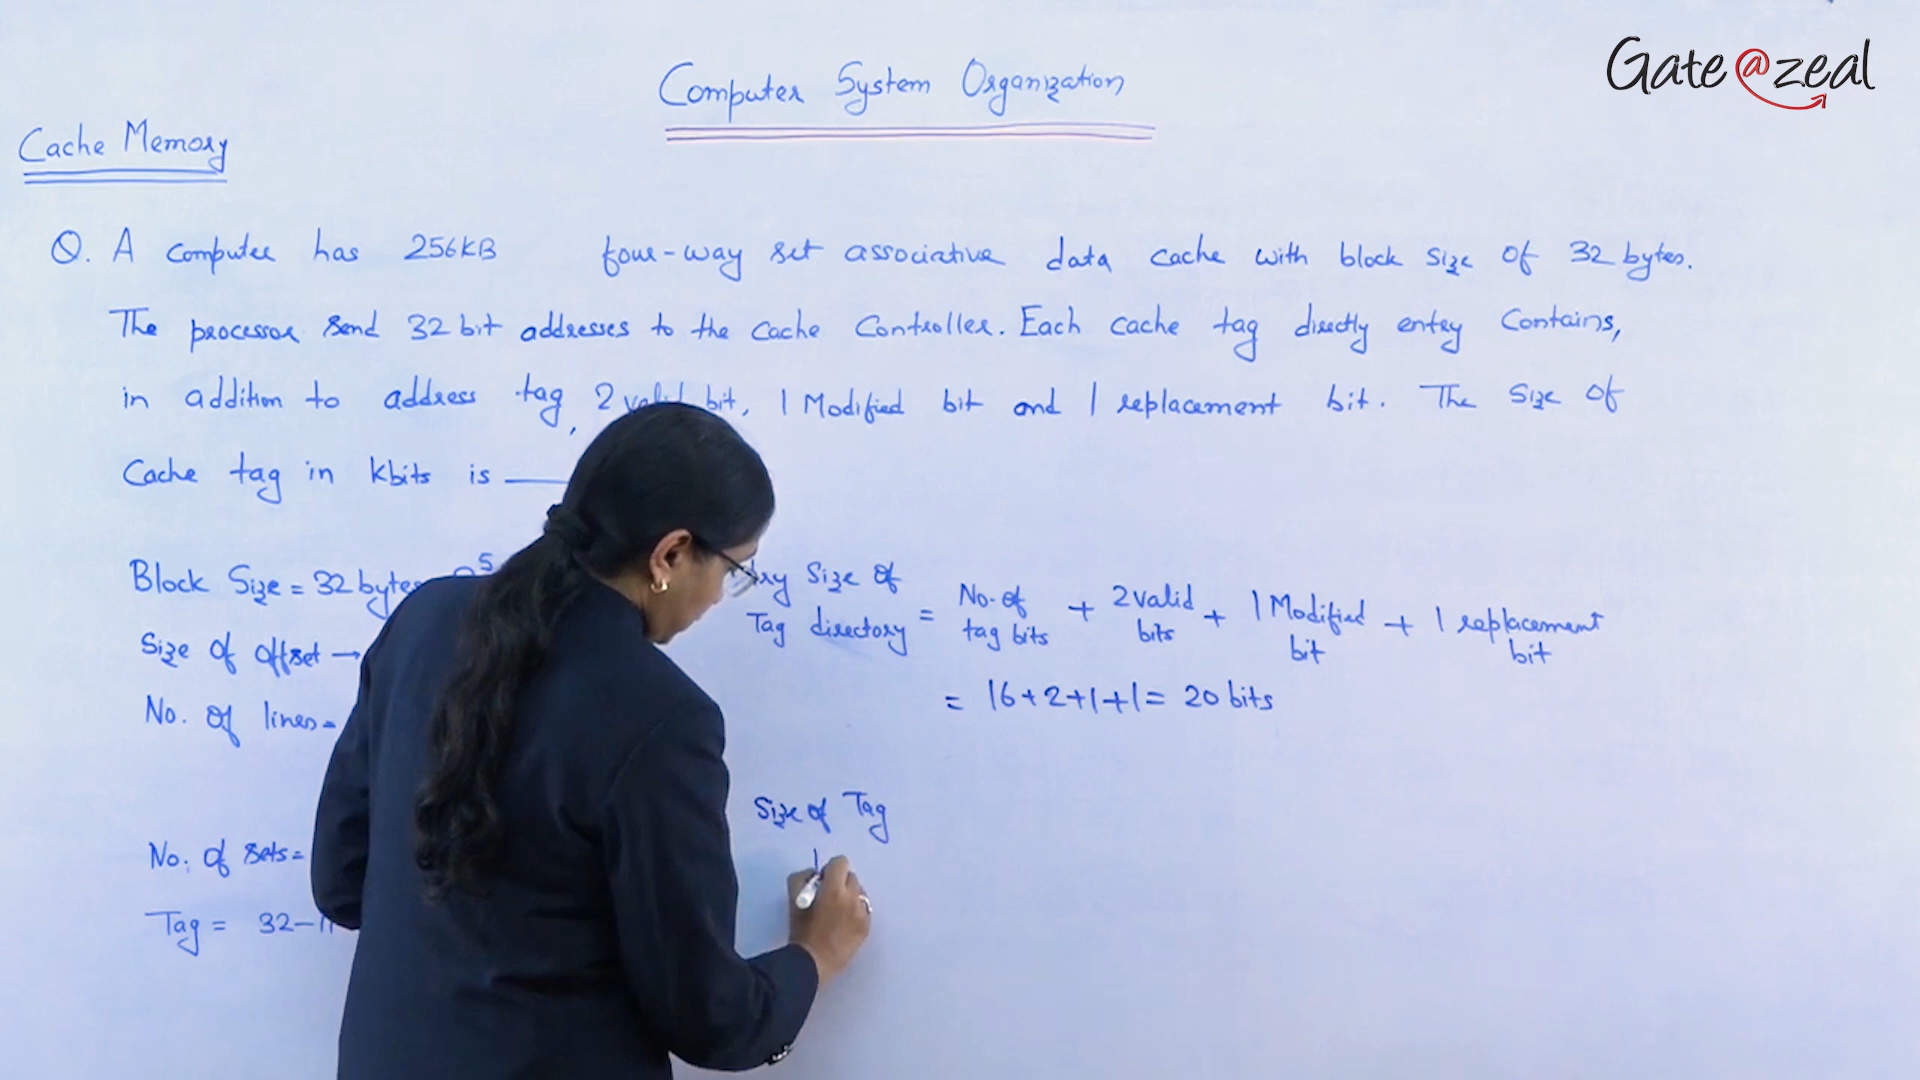 Gate@zeal
Computer System Organization
Cache Memory
Q. A computer has 256KB four-way set associative data cache with block size of 32 bytes.
The processor send 32 bit addresses to the cache Controller. Each cache tag directly entry Contains,
in addition to address tag, 2 valid bit, 1 Modified bit and 1 replacement bit. The Size of
Cache tag in kbits is ___
Block Size = 32 bytes 5
Size of offset →
No. of lines =
No. of sets =
Tag = 32-
Size of
Tag directory = No. of tag bits + 2 valid bits + 1 Modified bit + 1 replacement bit
= 16+2+1+1 = 20 bits
Size of Tag